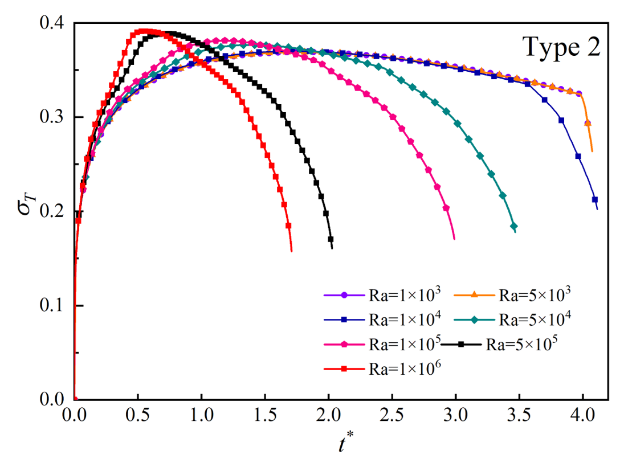 Type 2
0.4
0.3
0.2
0.1
0.0
σT
Ra=1×10³ Ra=5×10³
Ra=1×10⁴ Ra=5×10⁴
Ra=1×10⁵ Ra=5×10⁵
Ra=1×10⁶
0.0 0.5 1.0 1.5 2.0 2.5 3.0 3.5 4.0
t*